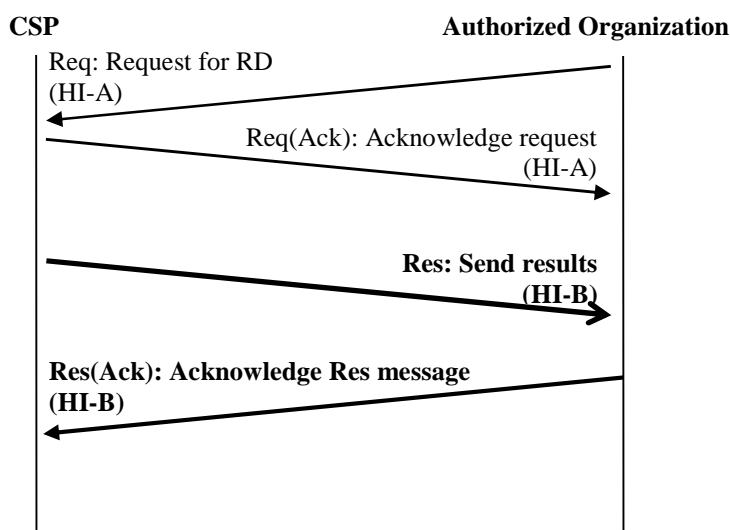 CSP
Authorized Organization
Req: Request for RD
(HI-A)
Req(Ack): Acknowledge request
(HI-A)
Res: Send results
(HI-B)
Res(Ack): Acknowledge Res message
(HI-B)